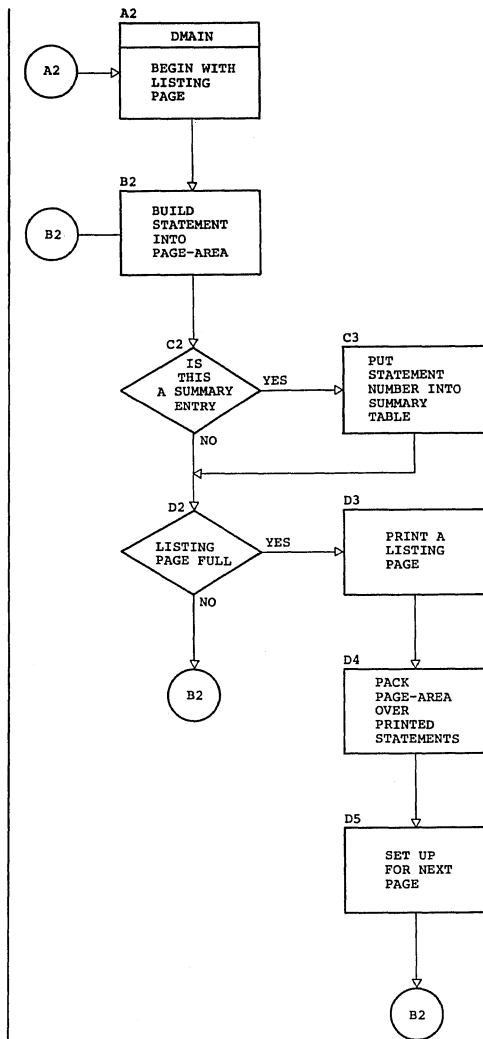 A2
DMAIN
A2
BEGIN WITH
LISTING
PAGE
B2
B2
BUILD
STATEMENT
INTO
PAGE-AREA
C2
IS
THIS
A SUMMARY
ENTRY
YES
NO
C3
PUT
STATEMENT
NUMBER INTO
SUMMARY
TABLE
D2
LISTING
PAGE FULL
YES
NO
D3
PRINT A
LISTING
PAGE
B2
D4
PACK
PAGE-AREA
OVER
PRINTED
STATEMENTS
D5
SET UP
FOR NEXT
PAGE
B2